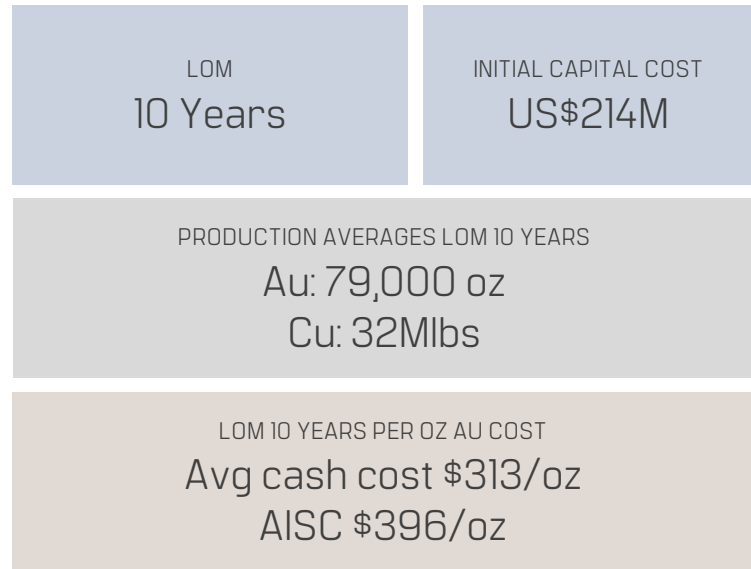 LOM
10 Years
INITIAL CAPITAL COST
US$214M
PRODUCTION AVERAGES LOM 10 YEARS
Au: 79,000 oz
Cu: 32Mlbs
LOM 10 YEARS PER OZ AU COST
Avg cash cost $313/oz
AISC $396/oz